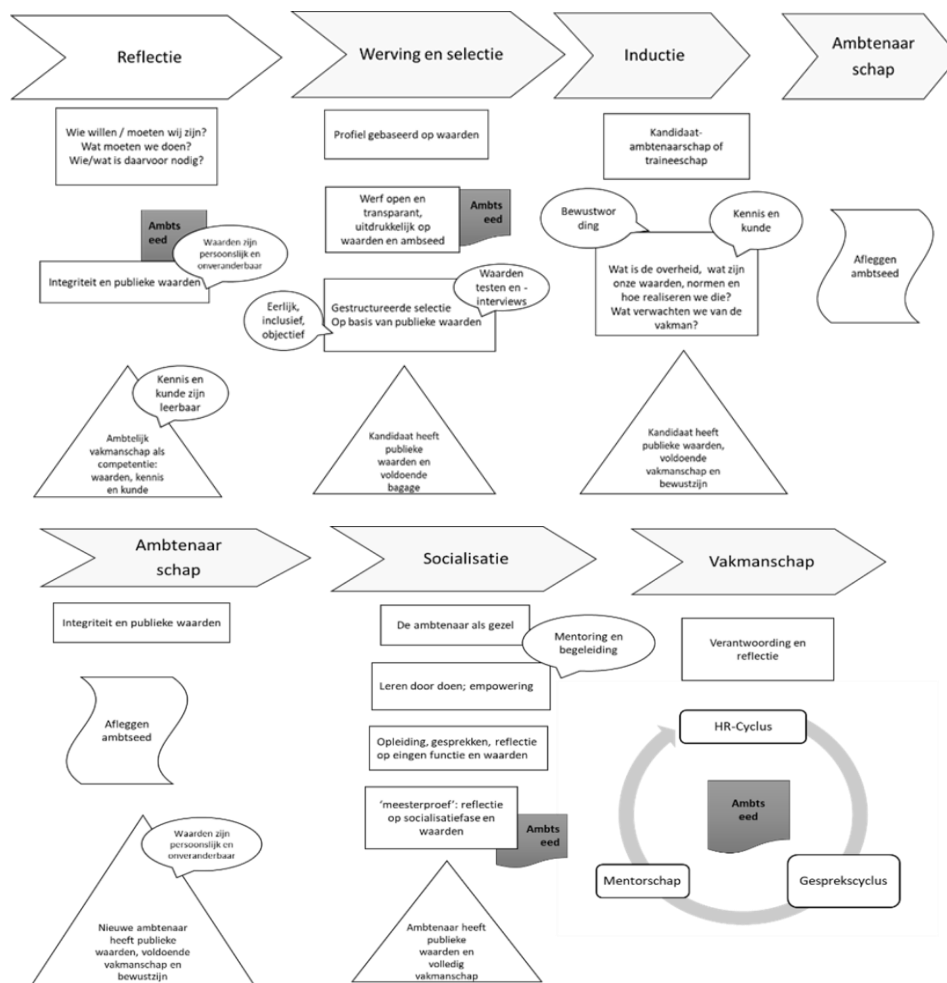 Reflectie
Wie willen / moeten wij zijn?
Wat moeten we doen?
Wie/wat is daarvoor nodig?
Ambts
eed
Waarden zijn
persoonslijk en
onveranderbaar
Integriteit en publieke waarden
Kennis en
kunde zijn
leerbaar
Ambtelijk
vakmanschap als
competentie:
waarden, kennis
en kunde
Werving en selectie
Profiel gebaseerd op waarden
Werf open en
transparant,
uitdrukkelijk op
waarden en ambseed
Ambts
eed
Waarden
testen en -
interviews
Eerlijk,
inclusief,
objectief
Gestructureerde selectie
Op basis van publieke waarden
Kandidaat heeft
publieke
waarden en
voldoende
bagage
Inductie
Kandidaat-
ambtenaarschap of
traineeschap
Bewustwor
ding
Kennis en
kunde
Wat is de overheid, wat zijn
onze waarden, normen en
hoe realiseren we die?
Wat verwachten we van de
vakman?
Kandidaat heeft
publieke waarden,
voldoende
vakmanschap en
bewustzijn
Ambtenaar
schap
Afleggen
ambtseed
Ambtenaar
schap
Integriteit en publieke waarden
Afleggen
ambtseed
Waarden zijn
persoonslijk en
onveranderbaar
Nieuwe ambtenaar
heeft publieke
waarden, voldoende
vakmanschap en
bewustzijn
Socialisatie
De ambtenaar als gezel
Mentoring en
begeleiding
Leren door doen; empowering
Opleiding, gesprekken, reflectie
op eingen functie en waarden
'meesterproef': reflectie
op socialisatiefase en
waarden
Ambts
eed
Ambtenaar heeft
publieke
waarden en
volledig
vakmanschap
Vakmanschap
Verantwoording en
reflectie
HR-Cyclus
Ambts
eed
Mentorschap
Gesprekscyclus